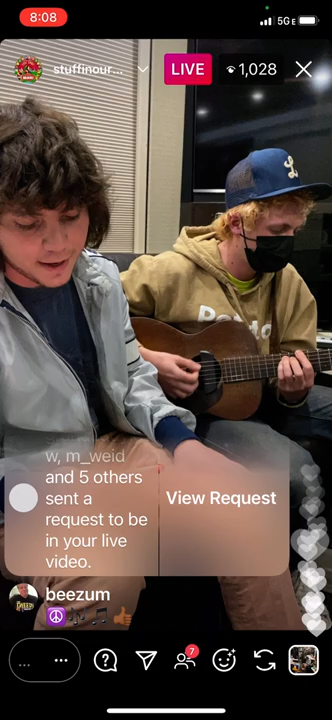 8:08
5GE
stuffinour...
LIVE
1,028
w, m_weid
and 5 others
sent a
request to be
in your live
video.
View Request
beezum
7